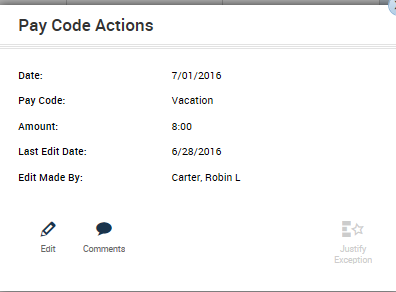 Pay Code Actions
Date: 7/01/2016
Pay Code: Vacation
Amount: 8:00
Last Edit Date: 6/28/2016
Edit Made By: Carter, Robin L
Edit
Comments
Justify
Exception